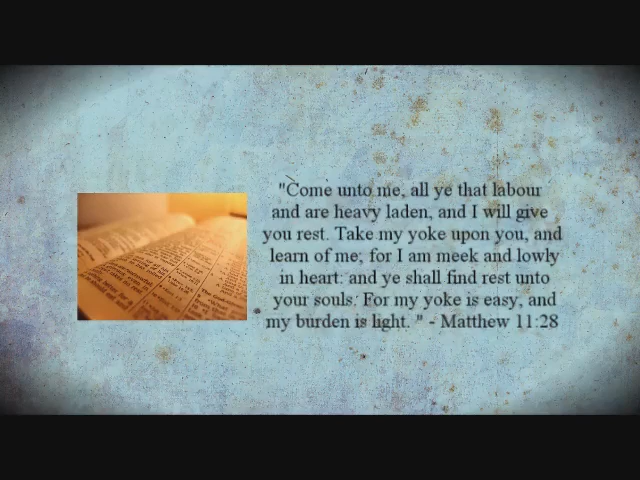 "Come unto me, all ye that labour
and are heavy laden, and I will give
you rest. Take my yoke upon you, and
learn of me; for I am meek and lowly
in heart: and ye shall find rest unto
your souls. For my yoke is easy, and
my burden is light. " - Matthew 11:28